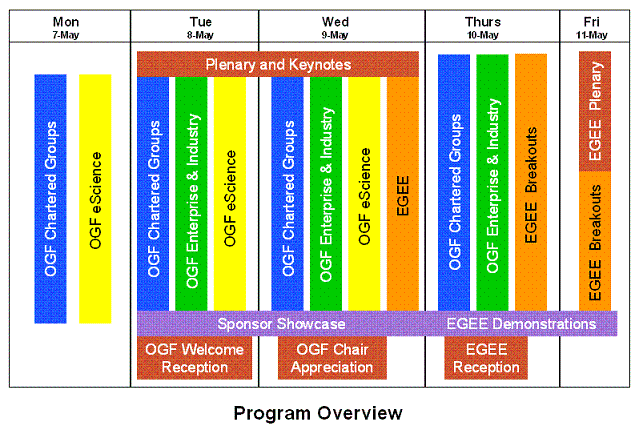 Mon
7-May
Tue
8-May
Wed
9-May
Thurs
10-May
Fri
11-May
Plenary and Keynotes
OGF Chartered Groups
OGF eScience
OGF Chartered Groups
OGF Enterprise & Industry
OGF eScience
OGF Chartered Groups
OGF Enterprise & Industry
OGF eScience
EGEE
OGF Chartered Groups
OGF Enterprise & Industry
EGEE Breakouts
EGEE Plenary
EGEE Breakouts
Sponsor Showcase
EGEE Demonstrations
OGF Welcome
Reception
OGF Chair
Appreciation
EGEE
Reception
Program Overview